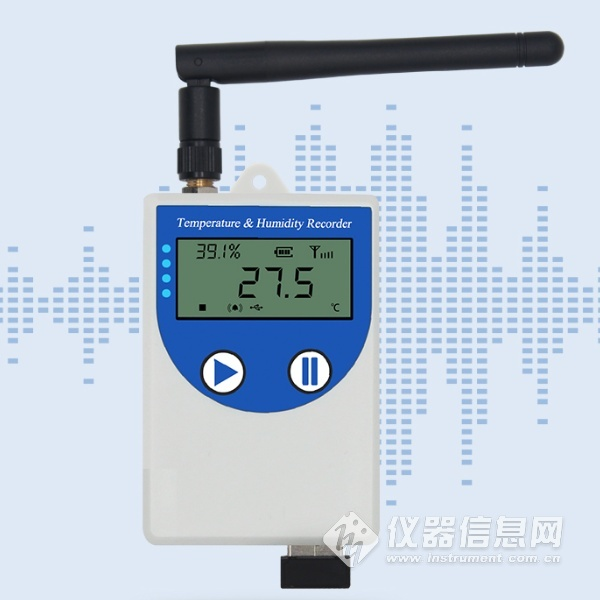 Temperature & Humidity Recorder
39.1%
27.5
℃
仪器信息网
www.instrument.com.cn